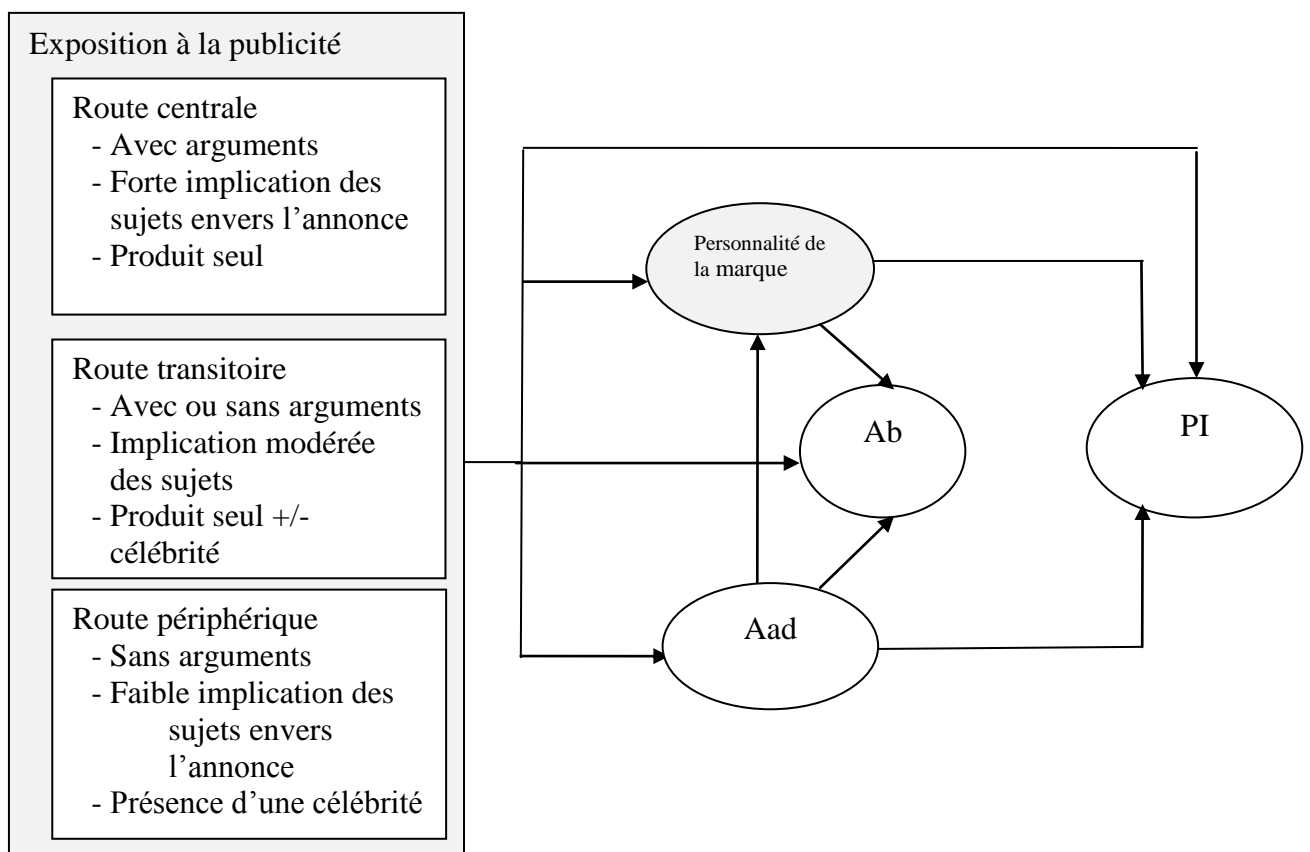 Exposition à la publicité
Route centrale
- Avec arguments
- Forte implication des
sujets envers l’annonce
- Produit seul
Route transitoire
- Avec ou sans arguments
- Implication modérée
des sujets
- Produit seul +/-
célébrité
Route périphérique
- Sans arguments
- Faible implication des
sujets envers
l’annonce
- Présence d’une célébrité
Personnalité de
la marque
Ab
PI
Aad